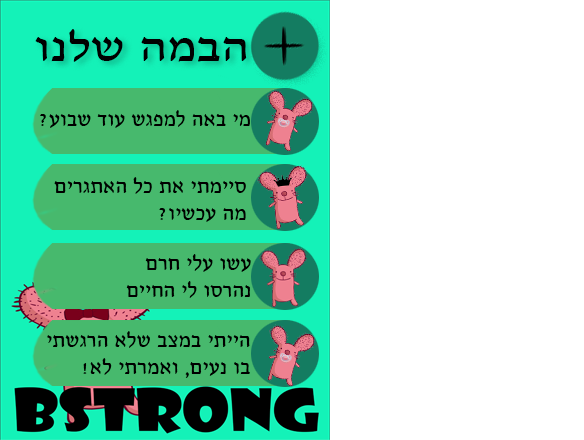 הבמה שלנו
מי באה למפגש עוד שבוע?
סיימתי את כל האתגרים
מה עכשיו?
עשו עלי חרם
נהרסו לי החיים
הייתי במצב שלא הרגשתי
בו נעים, ואמרתי לא!
BSTRONG